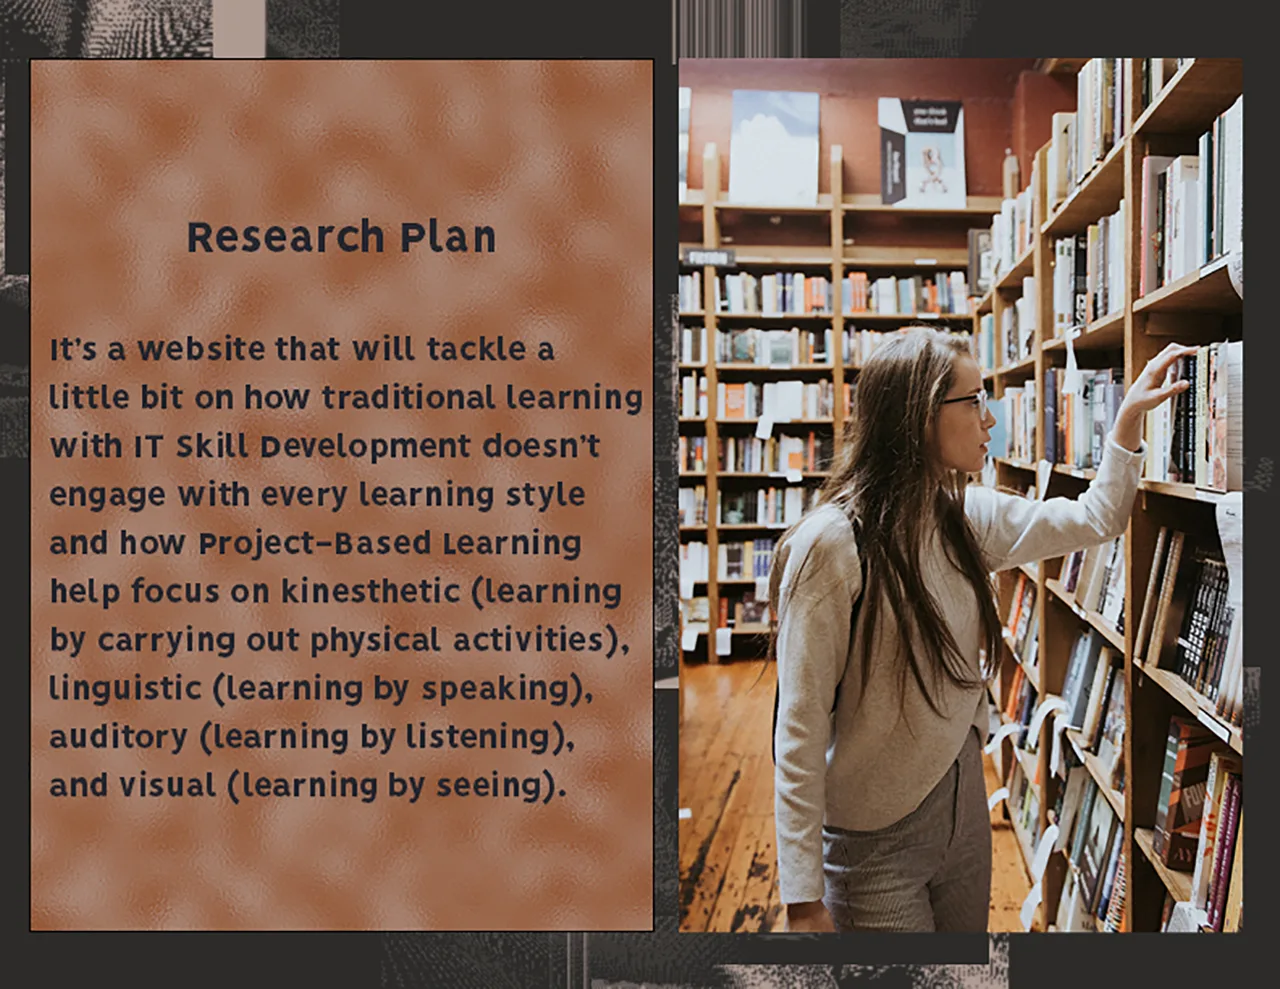 Research Plan
It's a website that will tackle a
little bit on how traditional learning
with IT Skill Development doesn't
engage with every learning style
and how Project-Based Learning
help focus on kinesthetic (learning
by carrying out physical activities),
linguistic (learning by speaking),
auditory (learning by listening),
and visual (learning by seeing).